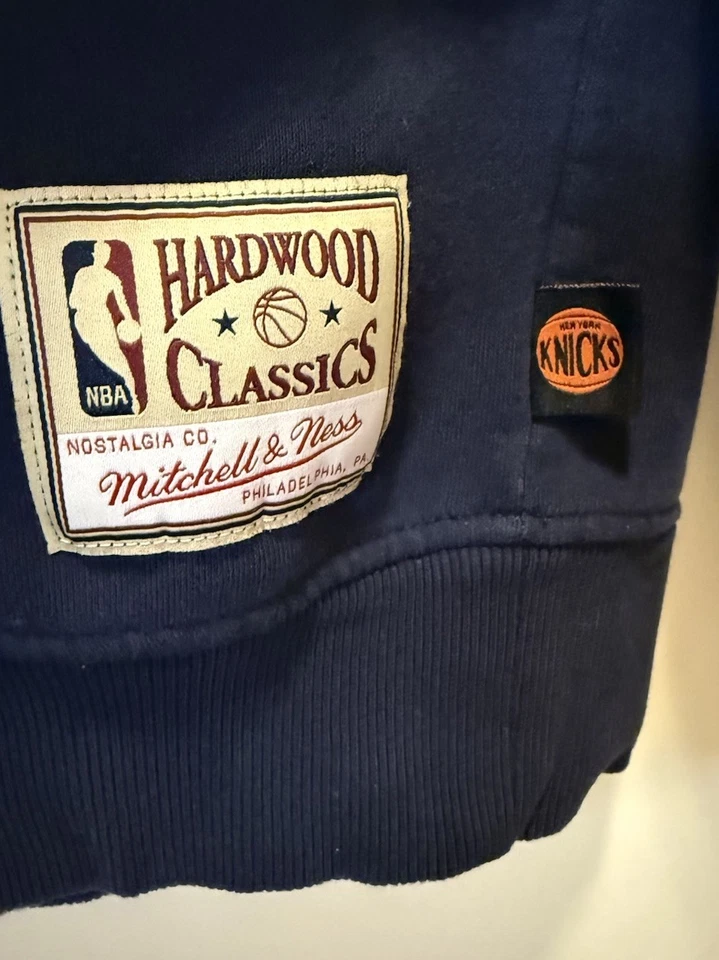 HARDWOOD
CLASSICS
NBA
NOSTALGIA CO.
Mitchell & Ness
PHILADELPHIA, PA.
NEW YORK
KNICKS